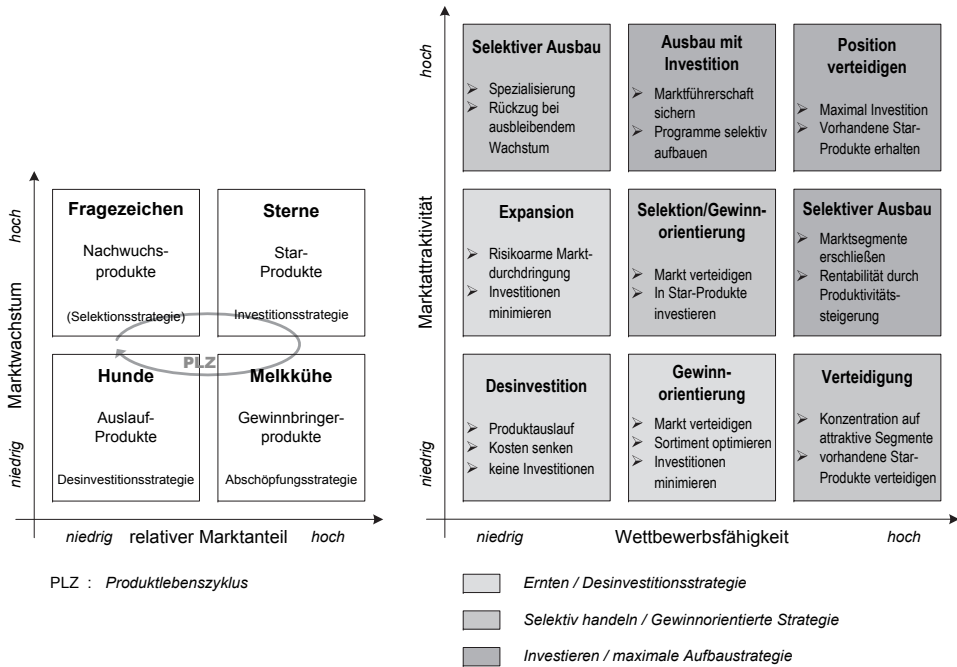 Marktwachstum
hoch
niedrig
Fragezeichen
Nachwuchs-
produkte
(Selektionsstrategie)
Sterne
Star-
Produkte
Investitionsstrategie
PLZ
Hunde
Auslauf-
Produkte
Desinvestitionsstrategie
Melkkühe
Gewinnbringer-
produkte
Abschöpfungsstrategie
niedrig
relativer Marktanteil
hoch
PLZ : Produktlebenszyklus
Marktattraktivität
hoch
niedrig
Selektiver Ausbau
➢ Spezialisierung
➢ Rückzug bei
ausbleibendem
Wachstum
Ausbau mit
Investition
➢ Marktführerschaft
sichern
➢ Programme selektiv
aufbauen
Position
verteidigen
➢ Maximal Investition
➢ Vorhandene Star-
Produkte erhalten
Expansion
➢ Risikoarme Markt-
durchdringung
➢ Investitionen
minimieren
Selektion/Gewinn-
orientierung
➢ Markt verteidigen
➢ In Star-Produkte
investieren
Selektiver Ausbau
➢ Marktsegmente
erschließen
➢ Rentabilität durch
Produktivitäts-
steigerung
Desinvestition
➢ Produktauslauf
➢ Kosten senken
➢ keine Investitionen
Gewinn-
orientierung
➢ Markt verteidigen
➢ Sortiment optimieren
➢ Investitionen
minimieren
Verteidigung
➢ Konzentration auf
attraktive Segmente
➢ vorhandene Star-
Produkte verteidigen
niedrig
Wettbewerbsfähigkeit
hoch
Ernten / Desinvestitionsstrategie
Selektiv handeln / Gewinnorientierte Strategie
Investieren / maximale Aufbaustrategie